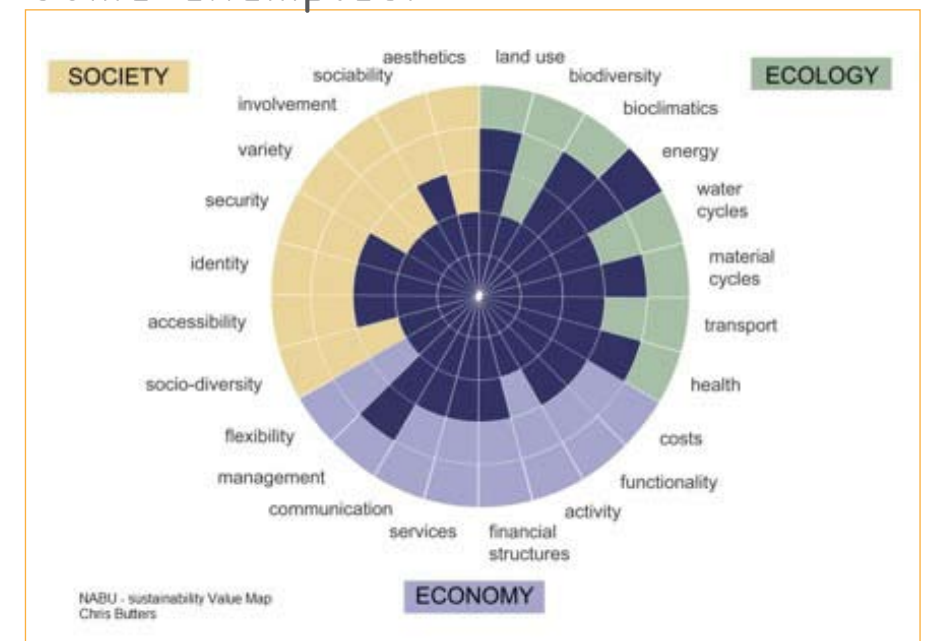 SOCIETY
aesthetics
land use
sociability
biodiversity
ECOLOGY
involvement
bioclimatics
variety
energy
security
water
cycles
identity
material
cycles
accessibility
transport
socio-diversity
health
flexibility
costs
management
functionality
communication
activity
services
financial
structures
ECONOMY
NABU - sustainability Value Map
Chris Butters